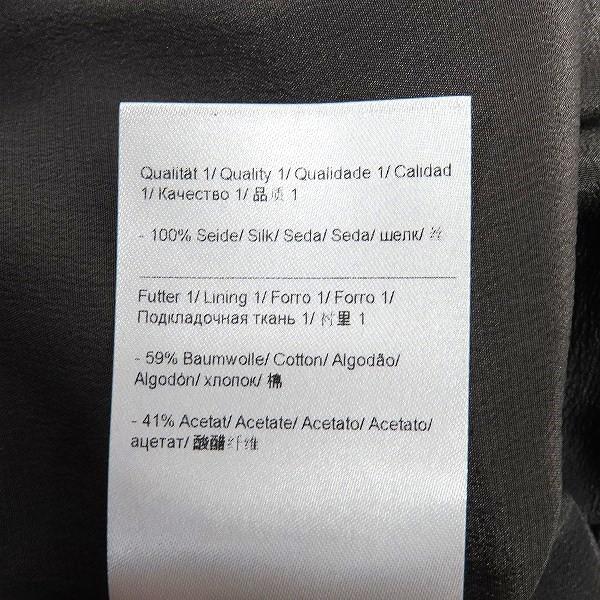 Qualität 1/ Quality 1/ Qualidade 1/ Calidad
1/ Качество 1/ 品质 1
- 100% Seide/ Silk/ Seda/ Seda/ шелк/ 丝
Futter 1/ Lining 1/ Forro 1/ Forro 1/
Подкладочная ткань 1/ 衬里 1
- 59% Baumwolle/ Cotton/ Algodão/
Algodón/ хлопок/ 棉
- 41% Acetat/ Acetate/ Acetato/ Acetato/
ацетат/ 醋酯纤维